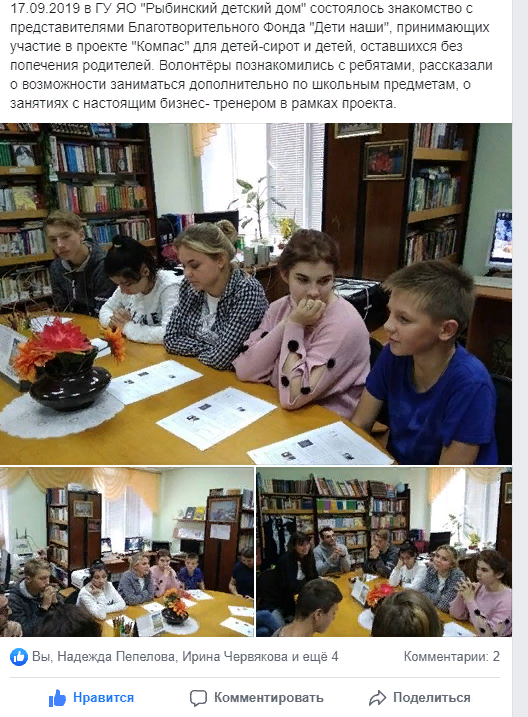 17.09.2019 в ГУ ЯО "Рыбинский детский дом" состоялось знакомство с
представителями Благотворительного Фонда "Дети наши", принимающих
участие в проекте "Компас" для детей-сирот и детей, оставшихся без
попечения родителей. Волонтёры познакомились с ребятами, рассказали
о возможности заниматься дополнительно по школьным предметам, о
занятиях с настоящим бизнес- тренером в рамках проекта.
Вы, Надежда Пепелова, Ирина Червякова и ещё 4
Комментарии: 2
Нравится
Комментировать
Поделиться